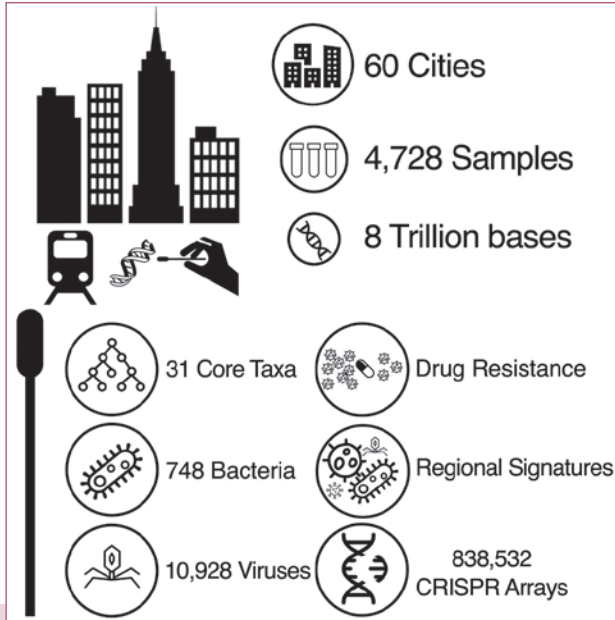 60 Cities
4,728 Samples
8 Trillion bases
31 Core Taxa
Drug Resistance
748 Bacteria
Regional Signatures
10,928 Viruses
838,532
CRISPR Arrays